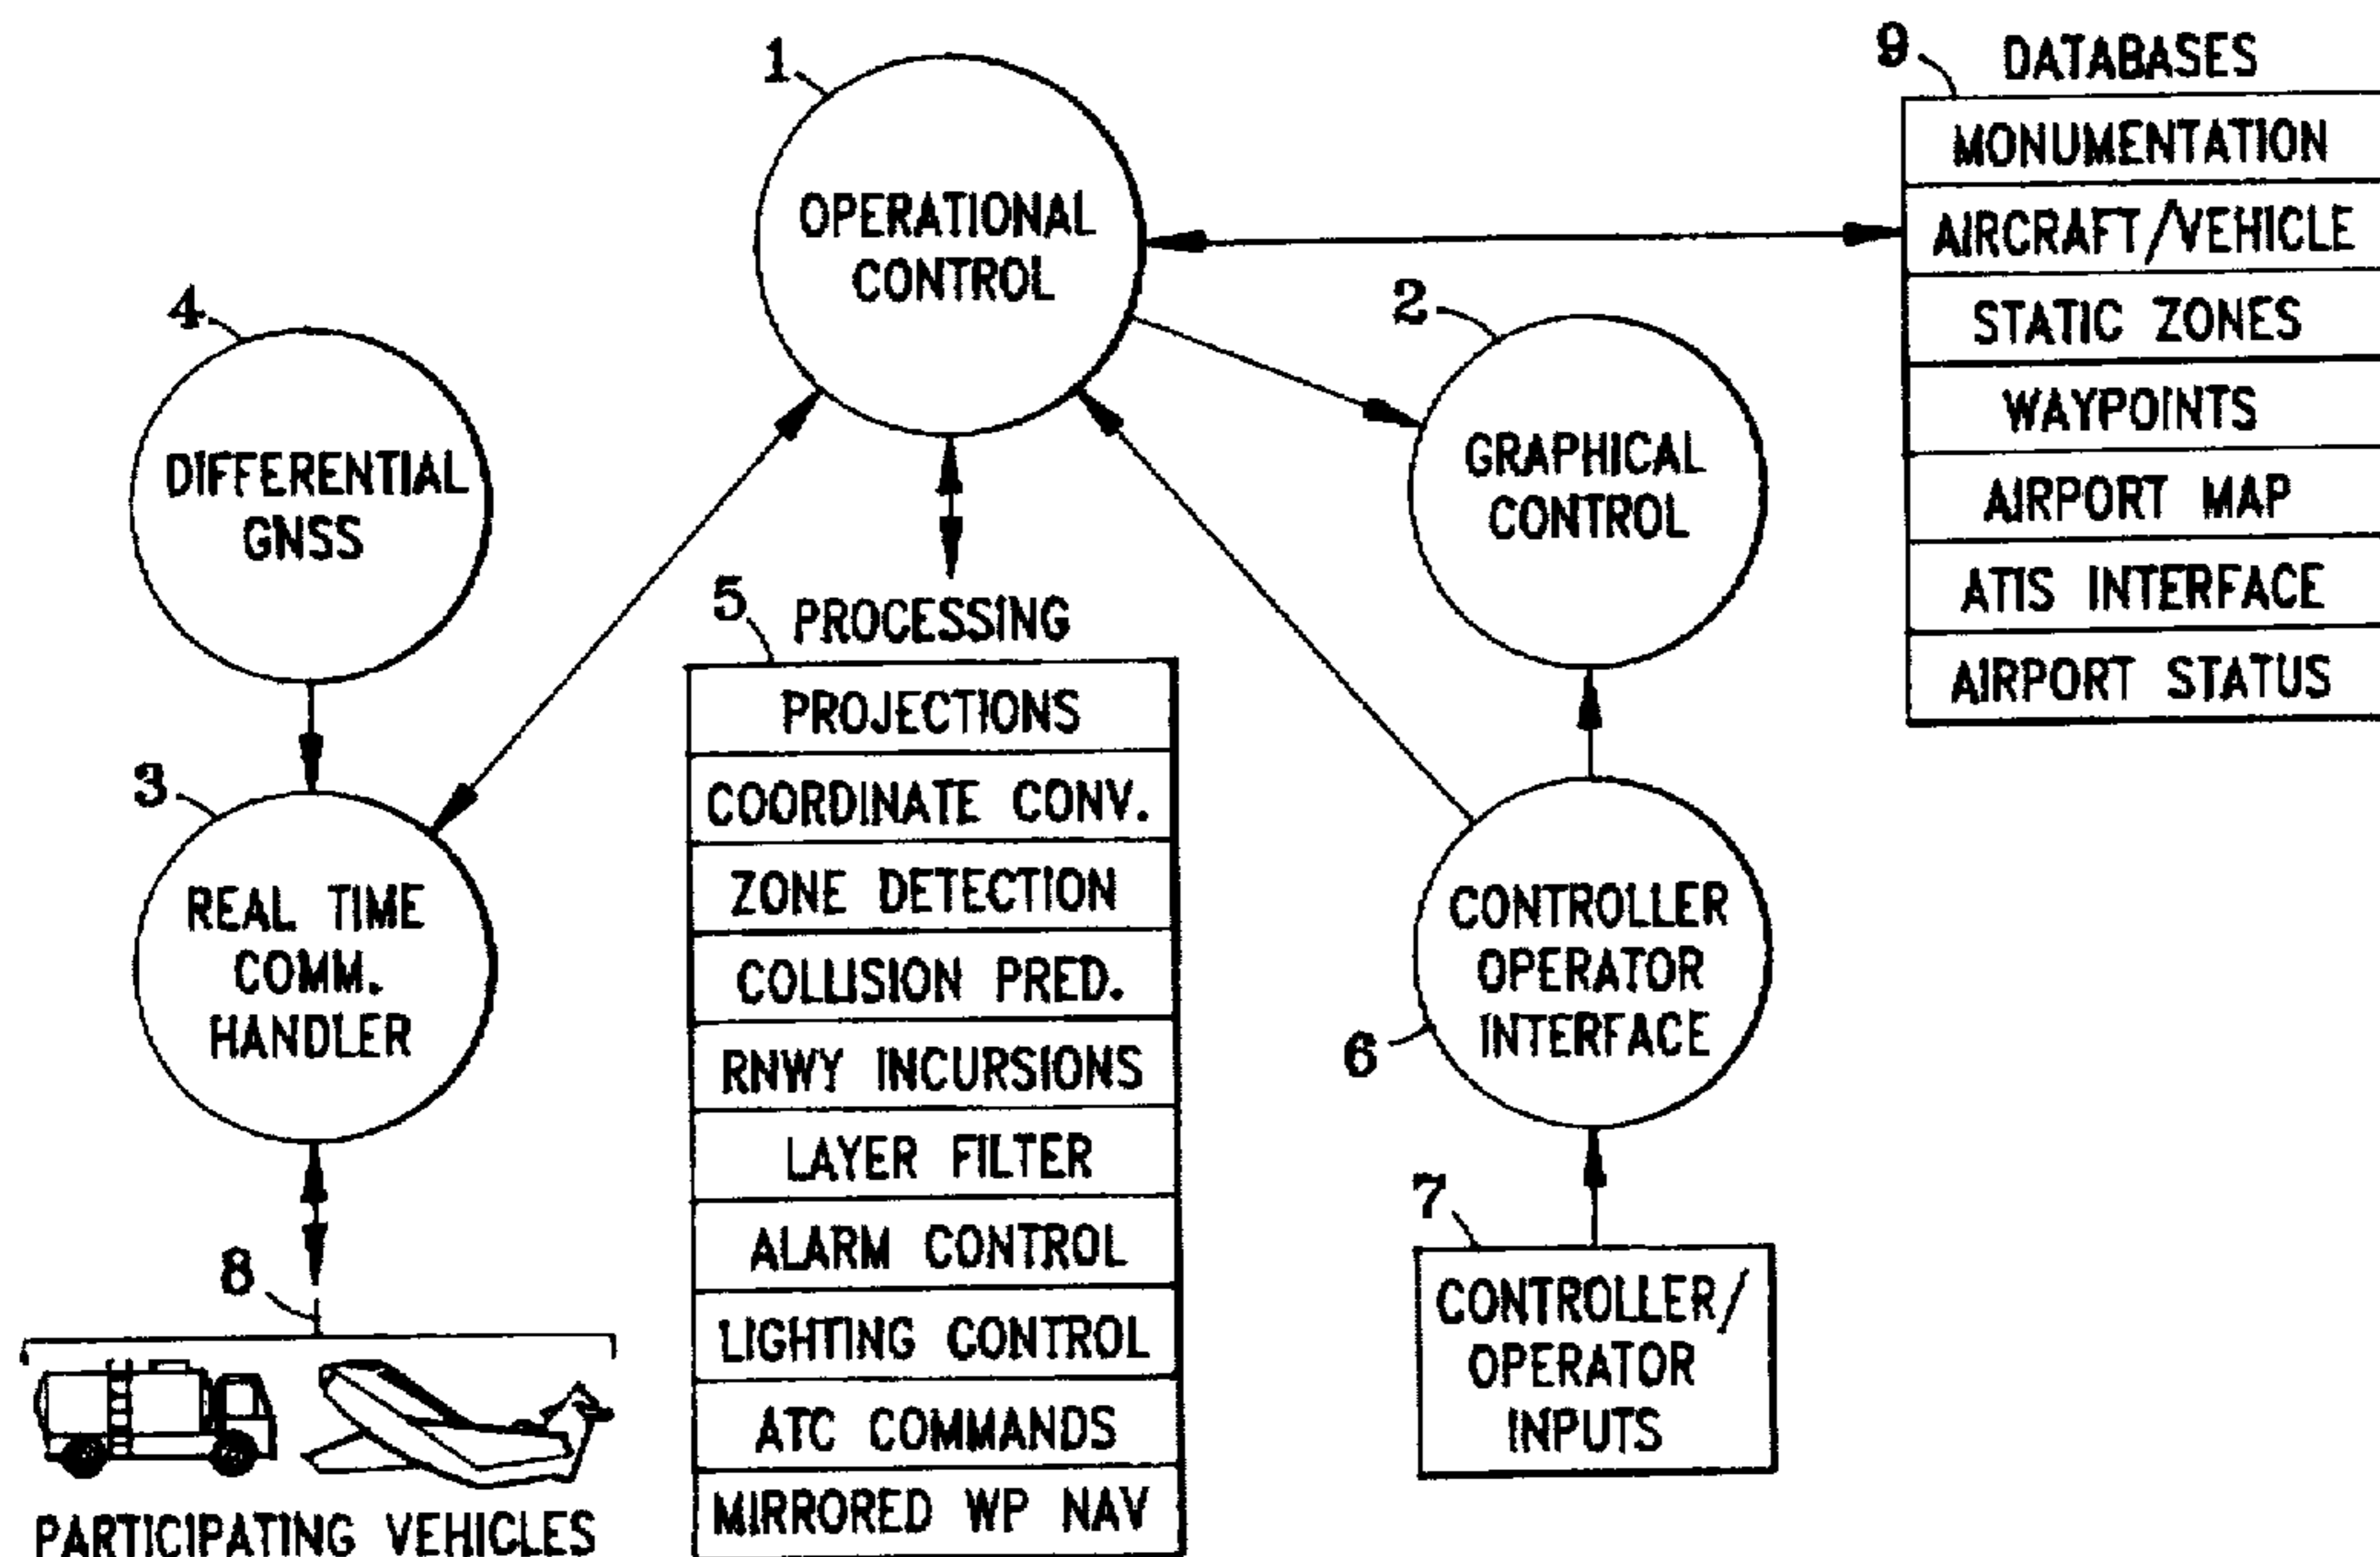 1
OPERATIONAL
CONTROL
9
DATABASES
MONUMENTATION
AIRCRAFT/VEHICLE
STATIC ZONES
WAYPOINTS
AIRPORT MAP
ATIS INTERFACE
AIRPORT STATUS
4
DIFFERENTIAL
GNSS
2
GRAPHICAL
CONTROL
3
REAL TIME
COMM.
HANDLER
5
PROCESSING
PROJECTIONS
COORDINATE CONV.
ZONE DETECTION
COLLISION PRED.
RNWY INCURSIONS
LAYER FILTER
ALARM CONTROL
LIGHTING CONTROL
ATC COMMANDS
MIRRORED WP NAV
6
CONTROLLER
OPERATOR
INTERFACE
7
CONTROLLER/
OPERATOR
INPUTS
8
PARTICIPATING VEHICLES